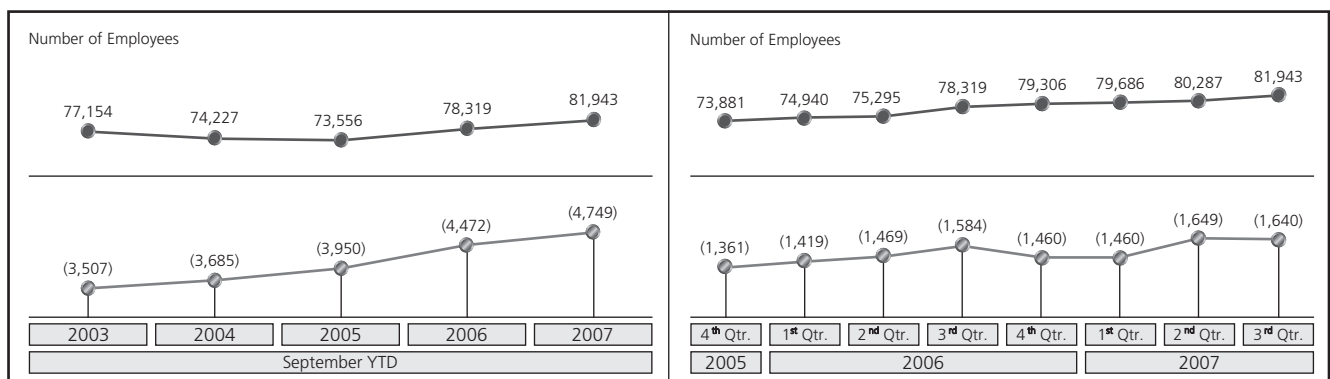 Number of Employees
77,154 74,227 73,556 78,319 81,943
(3,507) (3,685) (3,950) (4,472) (4,749)
2003 2004 2005 2006 2007
September YTD
Number of Employees
73,881 74,940 75,295 78,319 79,306 79,686 80,287 81,943
(1,361) (1,419) (1,469) (1,584) (1,460) (1,460) (1,649) (1,640)
4th Qtr. 1st Qtr. 2nd Qtr. 3rd Qtr. 4th Qtr. 1st Qtr. 2nd Qtr. 3rd Qtr.
2005 2006 2007